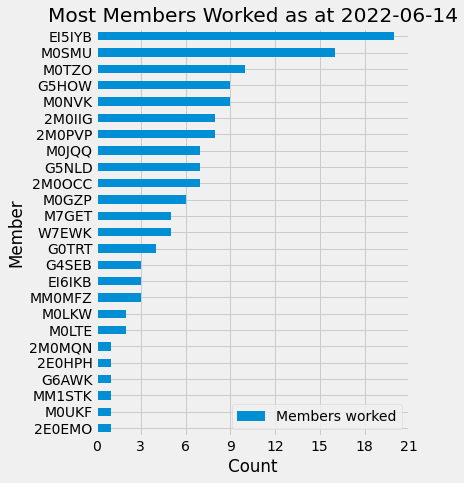 Most Members Worked as at 2022-06-14
EI5IYB
M0SMU
M0TZO
G5HOW
M0NVK
2M0IIG
2M0PVP
M0JQQ
G5NLD
2M0OCC
M0GZP
M7GET
W7EWK
G0TRT
G4SEB
EI6IKB
MM0MFZ
M0LKW
M0LTE
2M0MQN
2E0HPH
G6AWK
MM1STK
M0UKF
2E0EMO
Member
Members worked
0 3 6 9 12 15 18 21
Count